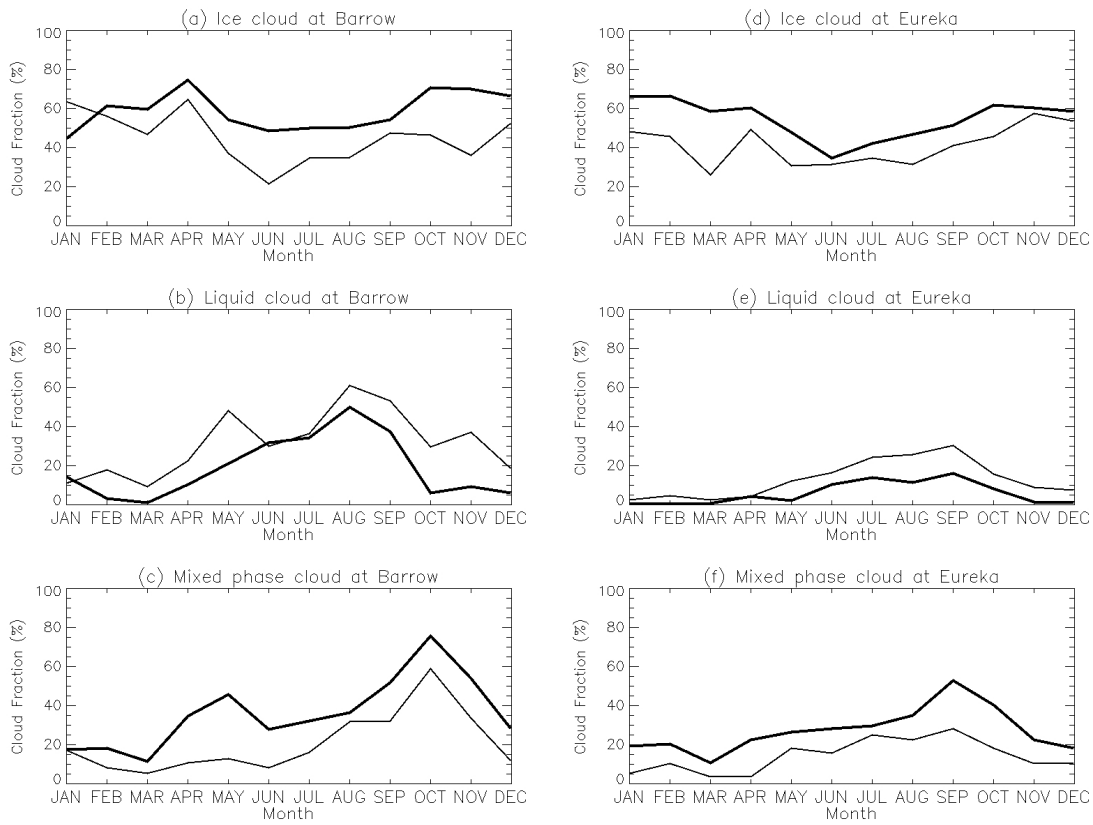 (a) Ice cloud at Barrow
100
80
60
40
20
0
Cloud Fraction (%)
JAN FEB MAR APR MAY JUN JUL AUG SEP OCT NOV DEC
Month
(b) Liquid cloud at Barrow
100
80
60
40
20
0
Cloud Fraction (%)
JAN FEB MAR APR MAY JUN JUL AUG SEP OCT NOV DEC
Month
(c) Mixed phase cloud at Barrow
100
80
60
40
20
0
Cloud Fraction (%)
JAN FEB MAR APR MAY JUN JUL AUG SEP OCT NOV DEC
Month
(d) Ice cloud at Eureka
100
80
60
40
20
0
Cloud Fraction (%)
JAN FEB MAR APR MAY JUN JUL AUG SEP OCT NOV DEC
Month
(e) Liquid cloud at Eureka
100
80
60
40
20
0
Cloud Fraction (%)
JAN FEB MAR APR MAY JUN JUL AUG SEP OCT NOV DEC
Month
(f) Mixed phase cloud at Eureka
100
80
60
40
20
0
Cloud Fraction (%)
JAN FEB MAR APR MAY JUN JUL AUG SEP OCT NOV DEC
Month